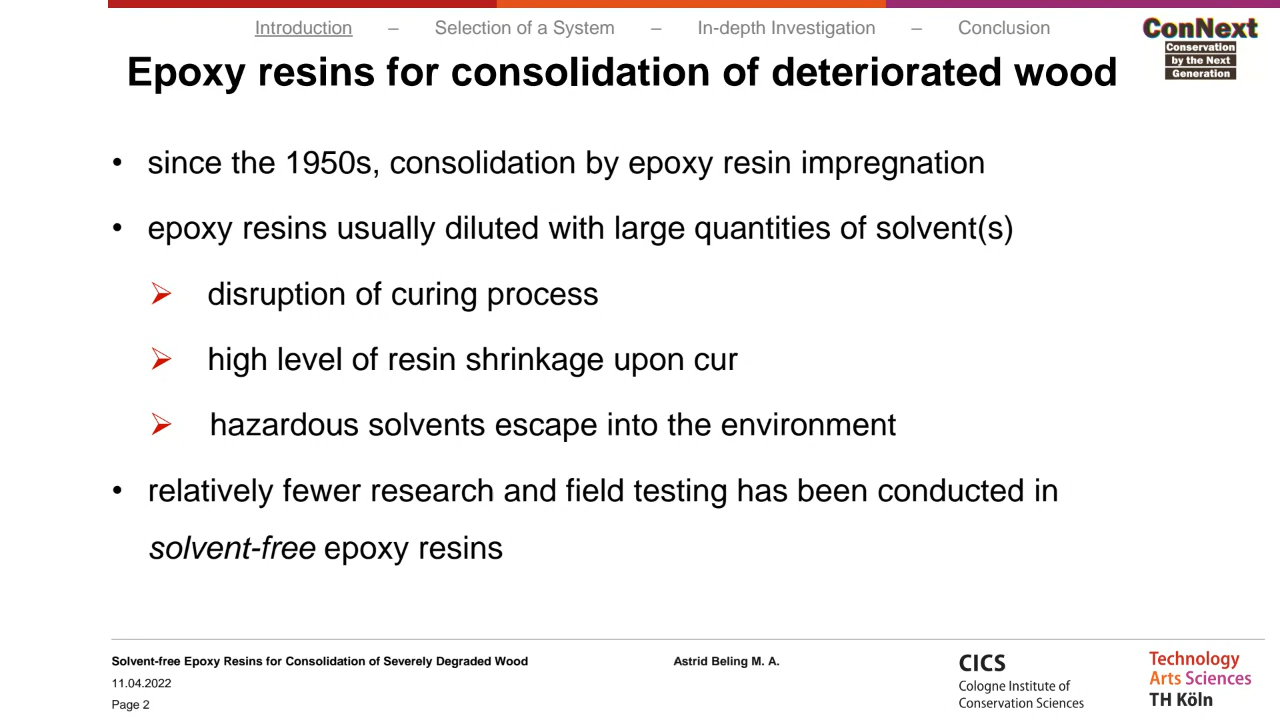 Introduction – Selection of a System – In-depth Investigation – Conclusion
ConNext
Conservation
by the Next
Generation
Epoxy resins for consolidation of deteriorated wood
• since the 1950s, consolidation by epoxy resin impregnation
• epoxy resins usually diluted with large quantities of solvent(s)
➢ disruption of curing process
➢ high level of resin shrinkage upon cur
➢ hazardous solvents escape into the environment
• relatively fewer research and field testing has been conducted in
solvent-free epoxy resins
Solvent-free Epoxy Resins for Consolidation of Severely Degraded Wood
11.04.2022
Page 2
Astrid Beling M. A.
CICS
Cologne Institute of
Conservation Sciences
Technology
Arts Sciences
TH Köln